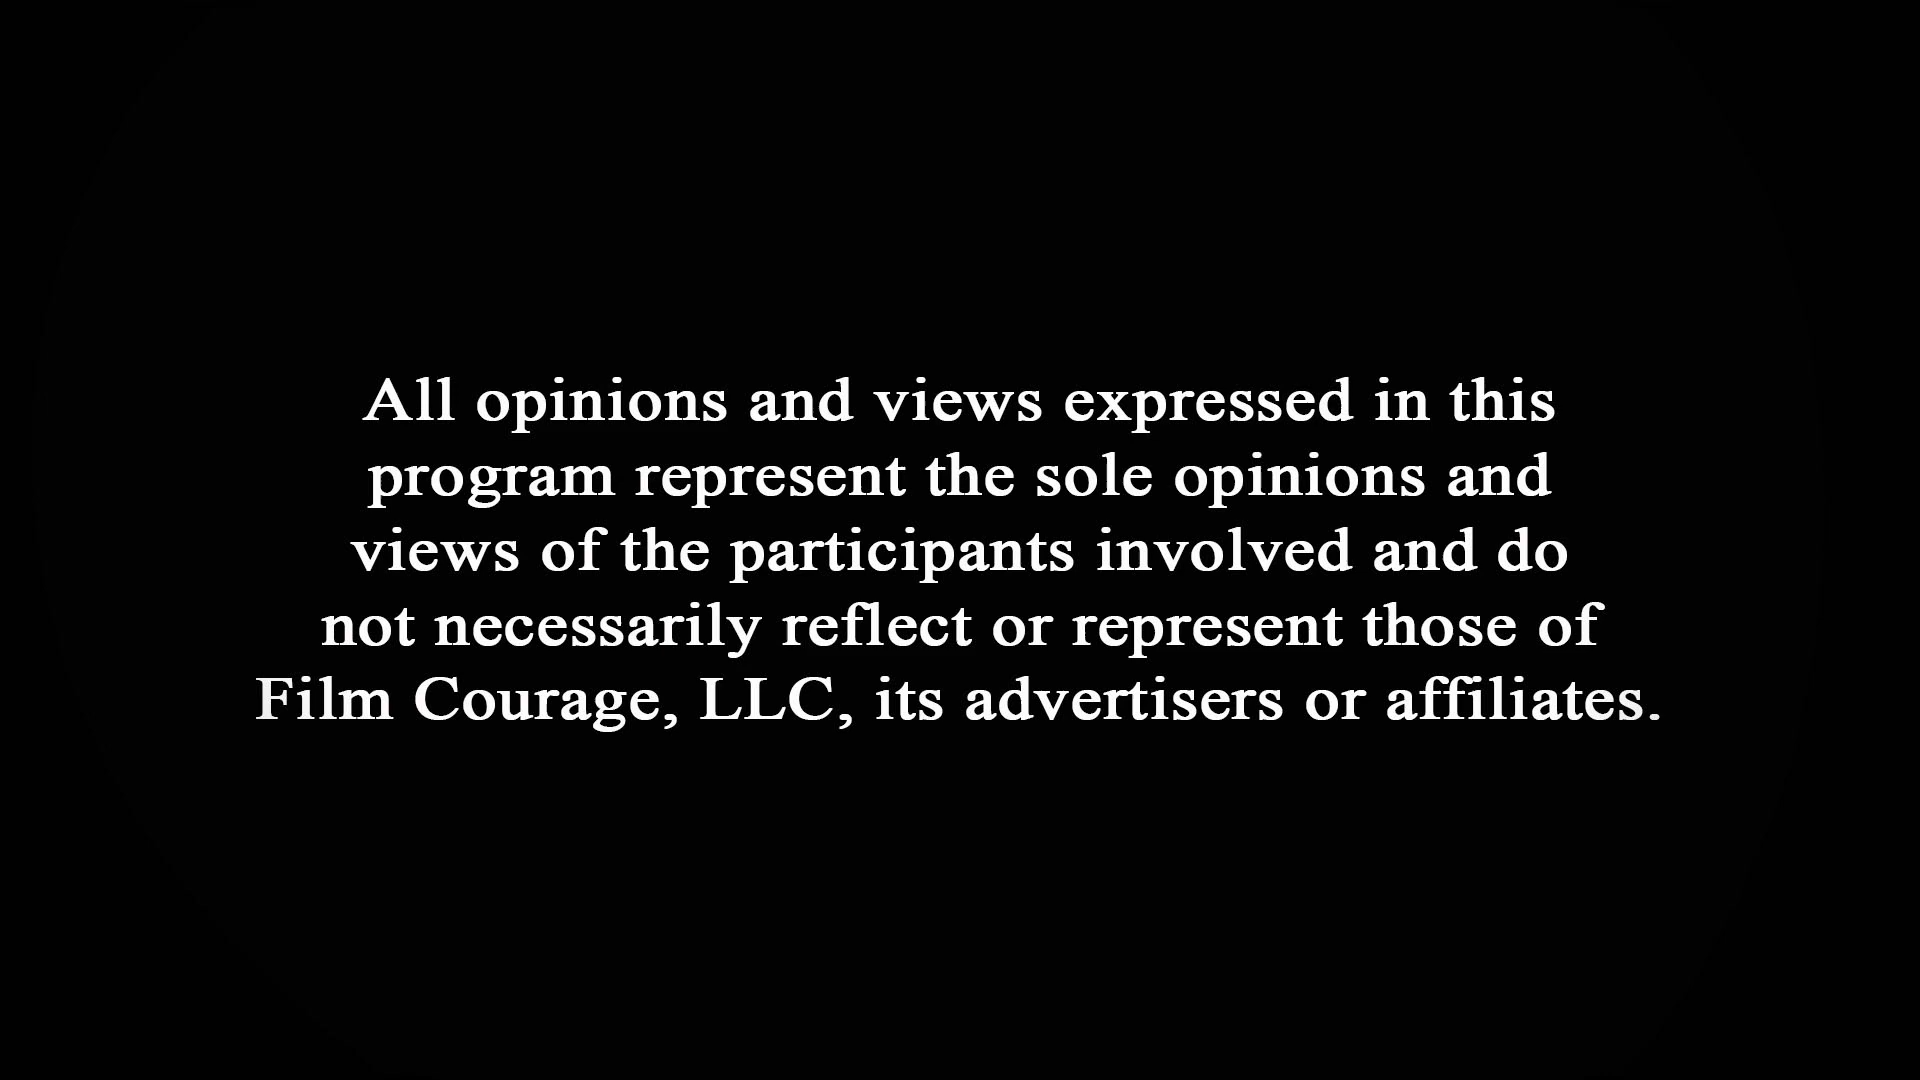 All opinions and views expressed in this
program represent the sole opinions and
views of the participants involved and do
not necessarily reflect or represent those of
Film Courage, LLC, its advertisers or affiliates.